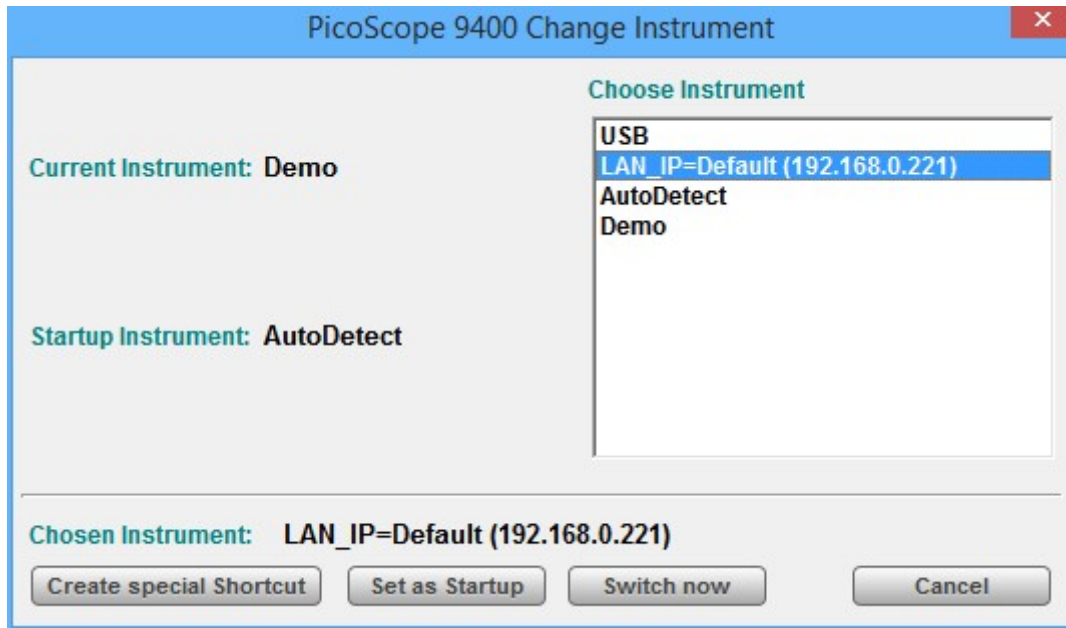 PicoScope 9400 Change Instrument
Choose Instrument
USB
LAN_IP=Default (192.168.0.221)
AutoDetect
Demo
Current Instrument: Demo
Startup Instrument: AutoDetect
Chosen Instrument: LAN_IP=Default (192.168.0.221)
Create special Shortcut Set as Startup Switch now Cancel